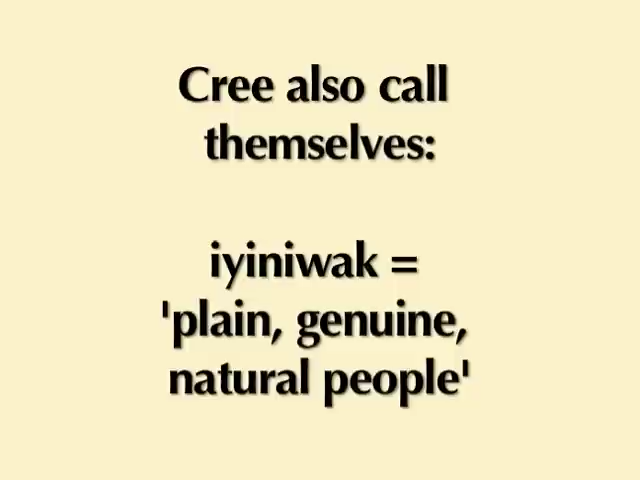 Cree also call
themselves:
iyiniwak =
'plain, genuine,
natural people'